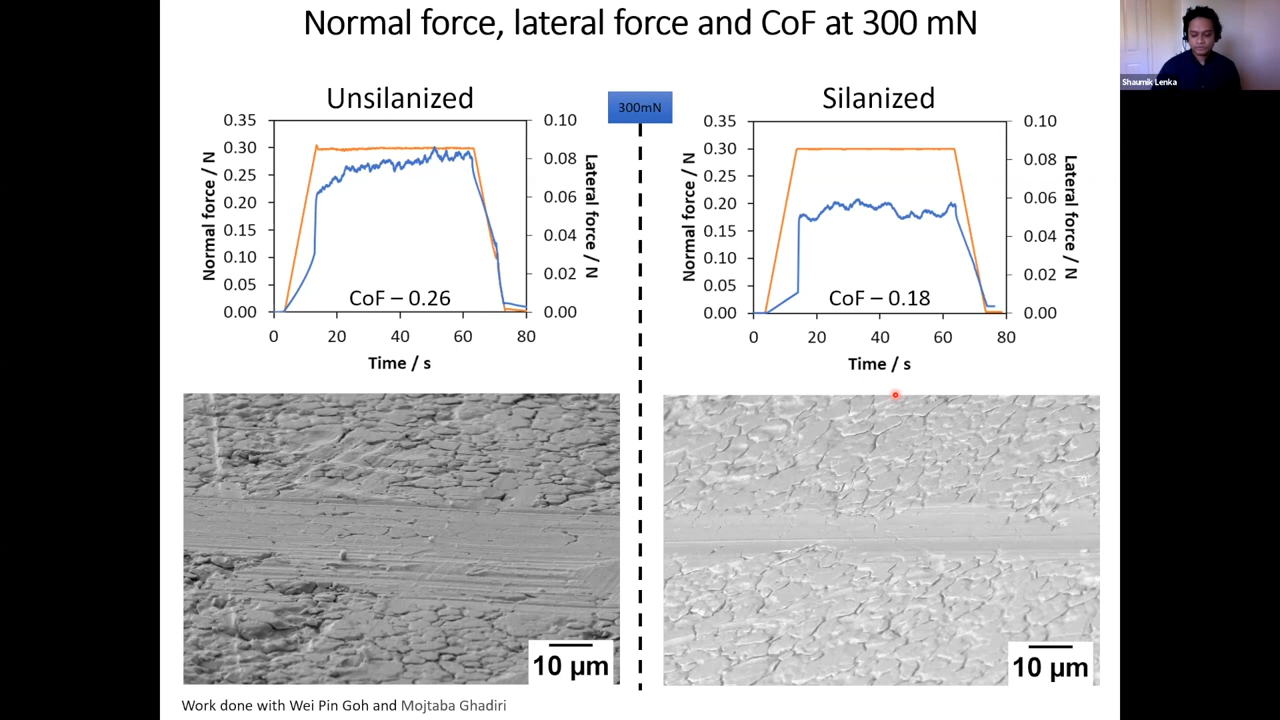 Normal force, lateral force and CoF at 300 mN
Shaumik Lenka
Unsilanized
300mN
Silanized
Normal force / N
0.35
0.30
0.25
0.20
0.15
0.10
0.05
0.00
0.10
0.08
0.06
0.04
0.02
0.00
Lateral force / N
CoF – 0.26
0 20 40 60 80
Time / s
Normal force / N
0.35
0.30
0.25
0.20
0.15
0.10
0.05
0.00
0.10
0.08
0.06
0.04
0.02
0.00
Lateral force / N
CoF – 0.18
0 20 40 60 80
Time / s
10 μm
10 μm
Work done with Wei Pin Goh and Mojtaba Ghadiri